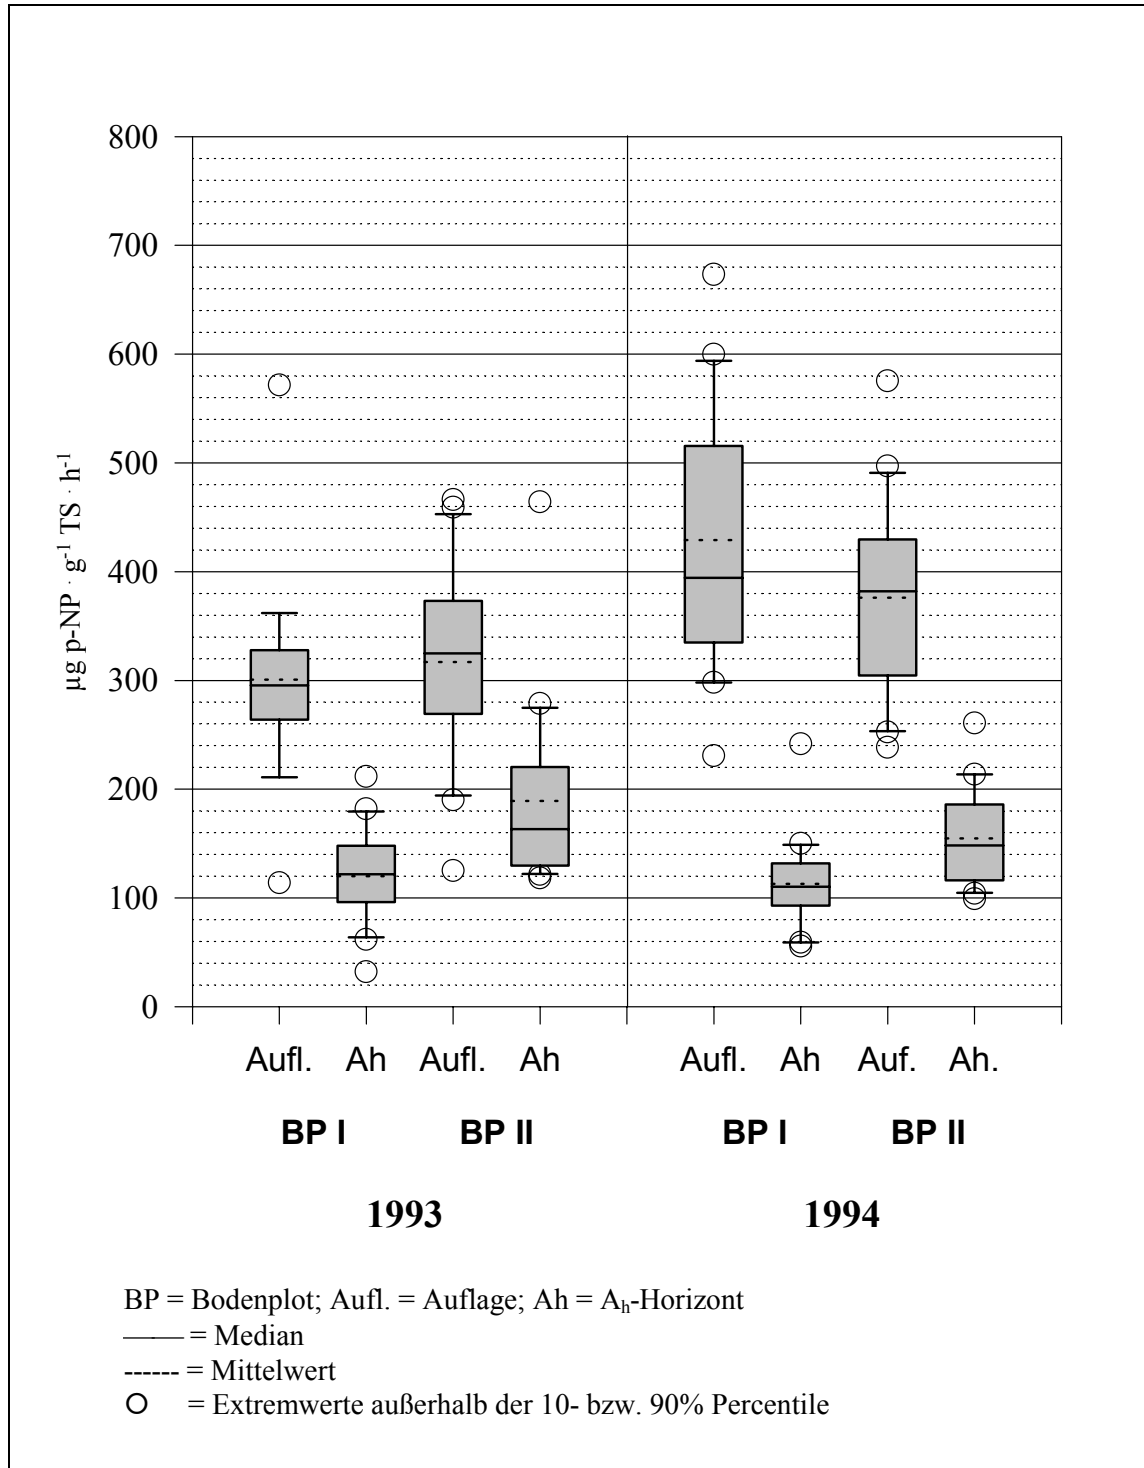 800
700
600
500
400
300
200
100
0
µg p-NP · g⁻¹ TS · h⁻¹
Aufl. Ah Aufl. Ah Aufl. Ah Auf. Ah.
BP I BP II BP I BP II
1993 1994
BP = Bodenplot; Aufl. = Auflage; Ah = Aₕ-Horizont
= Median
------ = Mittelwert
= Extremwerte außerhalb der 10- bzw. 90% Percentile